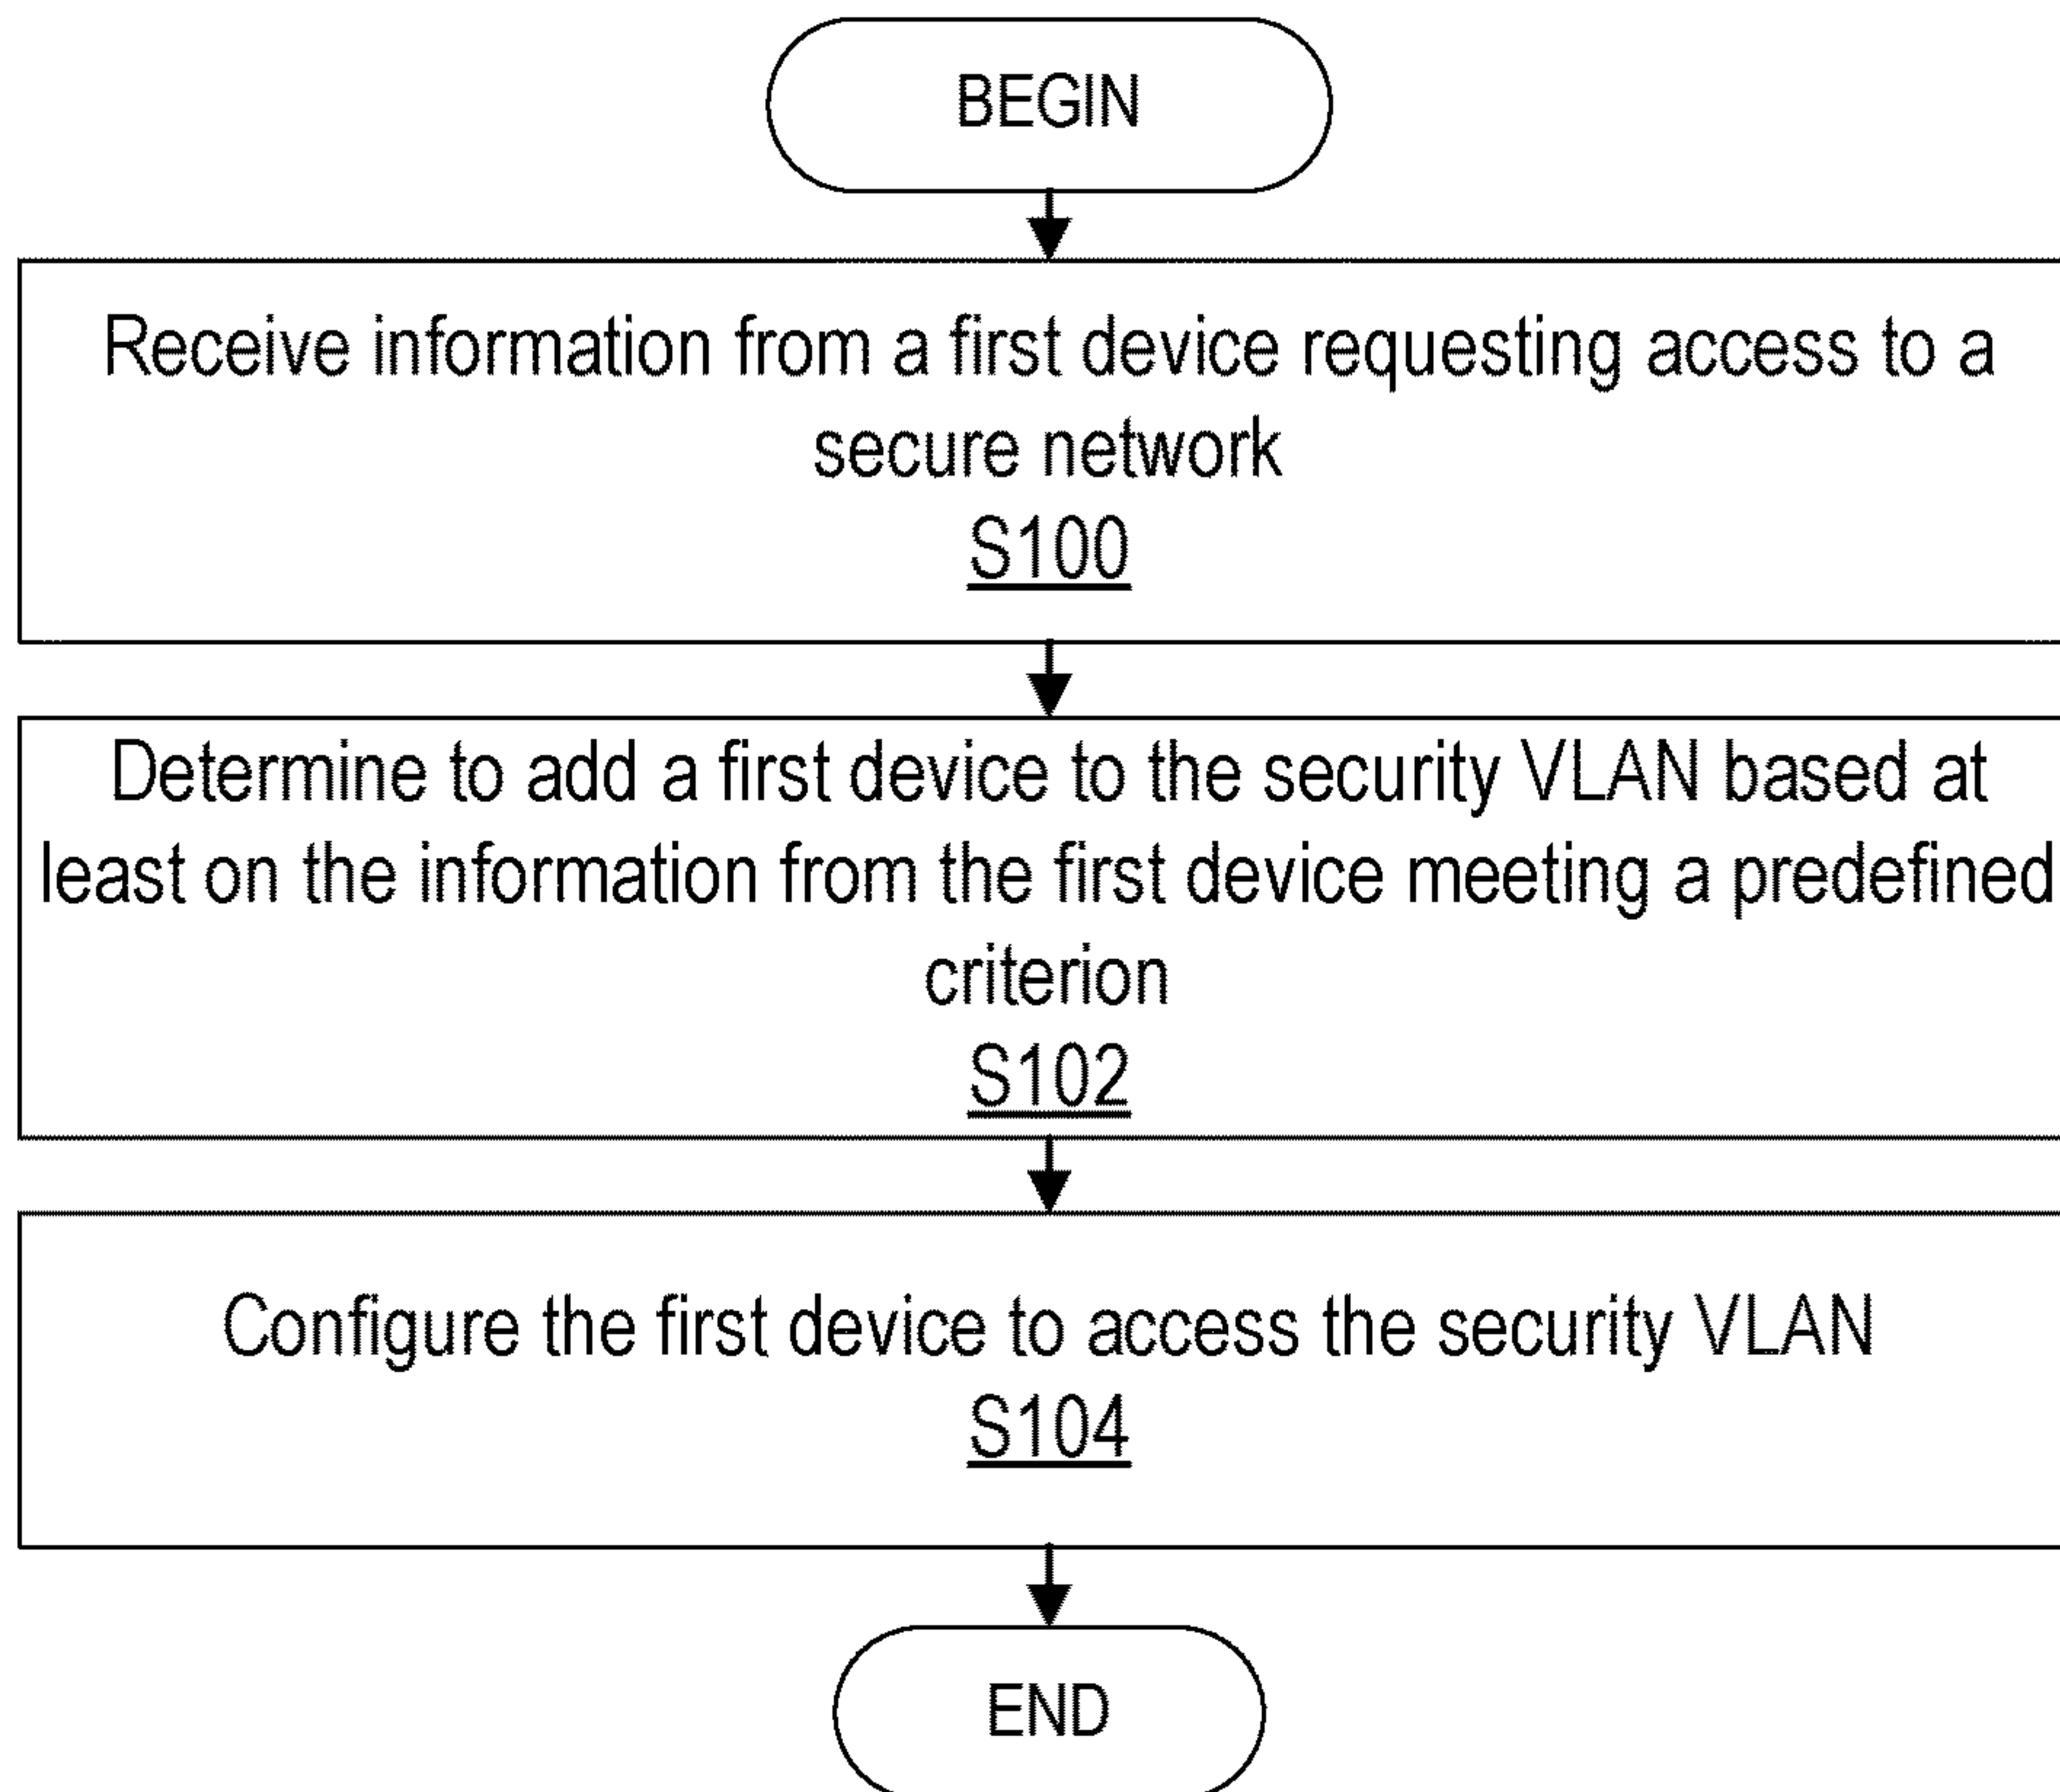 BEGIN
Receive information from a first device requesting access to a
secure network
S100
Determine to add a first device to the security VLAN based at
least on the information from the first device meeting a predefined
criterion
S102
Configure the first device to access the security VLAN
S104
END